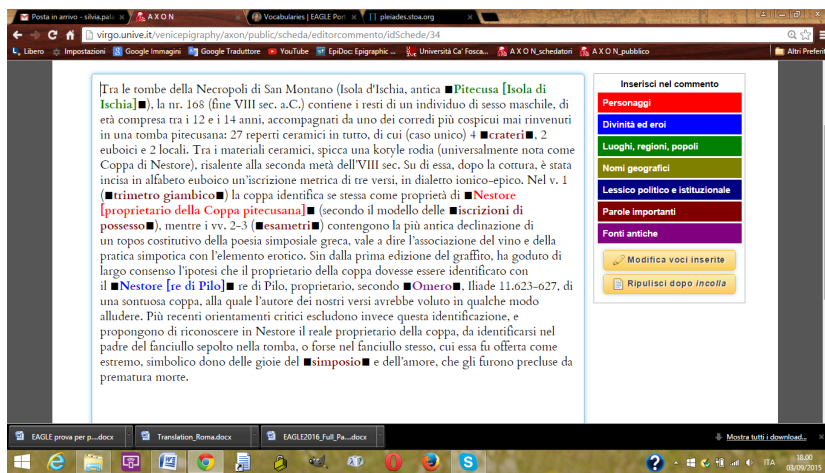 Posta in arrivo - silvia.pal
A X O N
Vocabularies | EAGLE Port
pleiades.stoa.org
virgo.unive.it/venicepigraphy/axon/public/scheda/editorcommento/idSchede/34
Libero Impostazioni Google Immagini Google Traduttore YouTube EpiDoc: Epigraphic ... Università Ca' Fosca... A X O N_schedatori A X O N_pubblico Altri Preferiti
Tra le tombe della Necropoli di San Montano (Isola d'Ischia, antica ■Pitecusa [Isola di
Ischia]■), la nr. 168 (fine VIII sec. a.C.) contiene i resti di un individuo di sesso maschile, di
età compresa tra i 12 e i 14 anni, accompagnati da uno dei corredi più cospicui mai rinvenuti
in una tomba pitecusana: 27 reperti ceramici in tutto, di cui (caso unico) 4 ■crateri■, 2
euboici e 2 locali. Tra i materiali ceramici, spicca una kotyle rodia (universalmente nota come
Coppa di Nestore), risalente alla seconda metà dell'VIII sec. Su di essa, dopo la cottura, è stata
incisa in alfabeto euboico un'iscrizione metrica di tre versi, in dialetto ionico-epico. Nel v. 1
(■trimetro giambico■) la coppa identifica se stessa come proprietà di ■Nestore
[proprietario della Coppa pitecusana]■ (secondo il modello delle ■iscrizioni di
possesso■), mentre i vv. 2-3 (■esametri■) contengono la più antica declinazione di
un topos costitutivo della poesia simposiale greca, vale a dire l'associazione del vino e della
pratica simpotica con l'elemento erotico. Sin dalla prima edizione del graffito, ha goduto di
largo consenso l'ipotesi che il proprietario della coppa dovesse essere identificato con
il ■Nestore [re di Pilo]■ re di Pilo, proprietario, secondo ■Omero■, Iliade 11.623-627, di
una sontuosa coppa, alla quale l'autore dei nostri versi avrebbe voluto in qualche modo
alludere. Più recenti orientamenti critici escludono invece questa identificazione, e
propongono di riconoscere in Nestore il reale proprietario della coppa, da identificarsi nel
padre del fanciullo sepolto nella tomba, o forse nel fanciullo stesso, cui essa fu offerta come
estremo, simbolico dono delle gioie del ■simposio■ e dell'amore, che gli furono precluse da
prematura morte.
Inserisci nel commento
Personaggi
Divinità ed eroi
Luoghi, regioni, popoli
Nomi geografici
Lessico politico e istituzionale
Parole importanti
Fonti antiche
Modifica voci inserite
Ripulisci dopo incolla
EAGLE prova per p....docx
Translation_Roma.docx
EAGLE2016_Full_Pa....docx
Mostra tutti i download...
ITA
18.00
03/09/2015